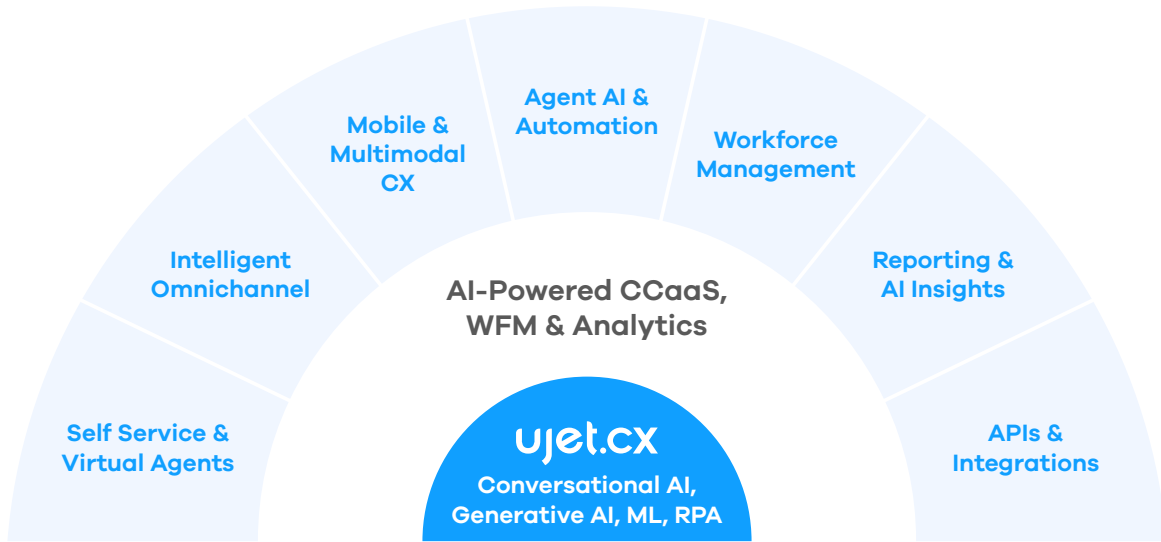 Agent AI &
Automation
Mobile &
Multimodal
CX
Workforce
Management
Intelligent
Omnichannel
Reporting &
AI Insights
AI-Powered CCaaS,
WFM & Analytics
Self Service &
Virtual Agents
ujet.cx
Conversational AI,
Generative AI, ML, RPA
APIs &
Integrations